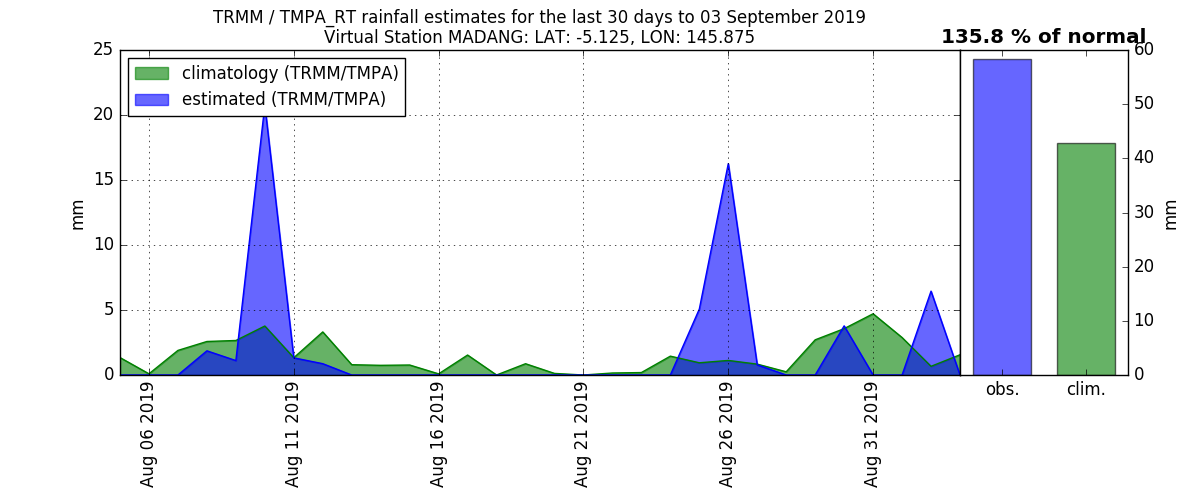 TRMM / TMPA_RT rainfall estimates for the last 30 days to 03 September 2019
Virtual Station MADANG: LAT: -5.125, LON: 145.875
135.8 % of normal
climatology (TRMM/TMPA)
estimated (TRMM/TMPA)
25
20
15
10
5
0
mm
Aug 06 2019
Aug 11 2019
Aug 16 2019
Aug 21 2019
Aug 26 2019
Aug 31 2019
obs.
clim.
60
50
40
30
20
10
0
mm